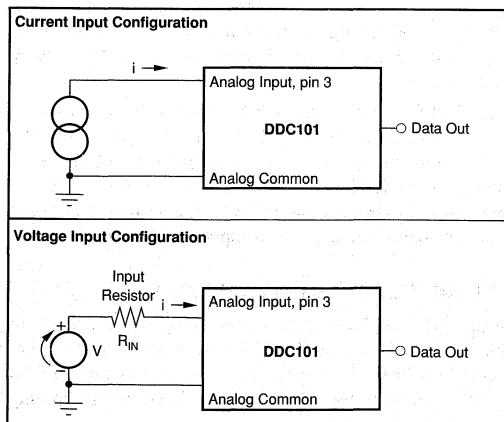 Current Input Configuration
i
Analog Input, pin 3
DDC101
Data Out
Analog Common
Voltage Input Configuration
Input
Resistor
i
Analog Input, pin 3
+
V
R_IN
DDC101
Data Out
–
Analog Common